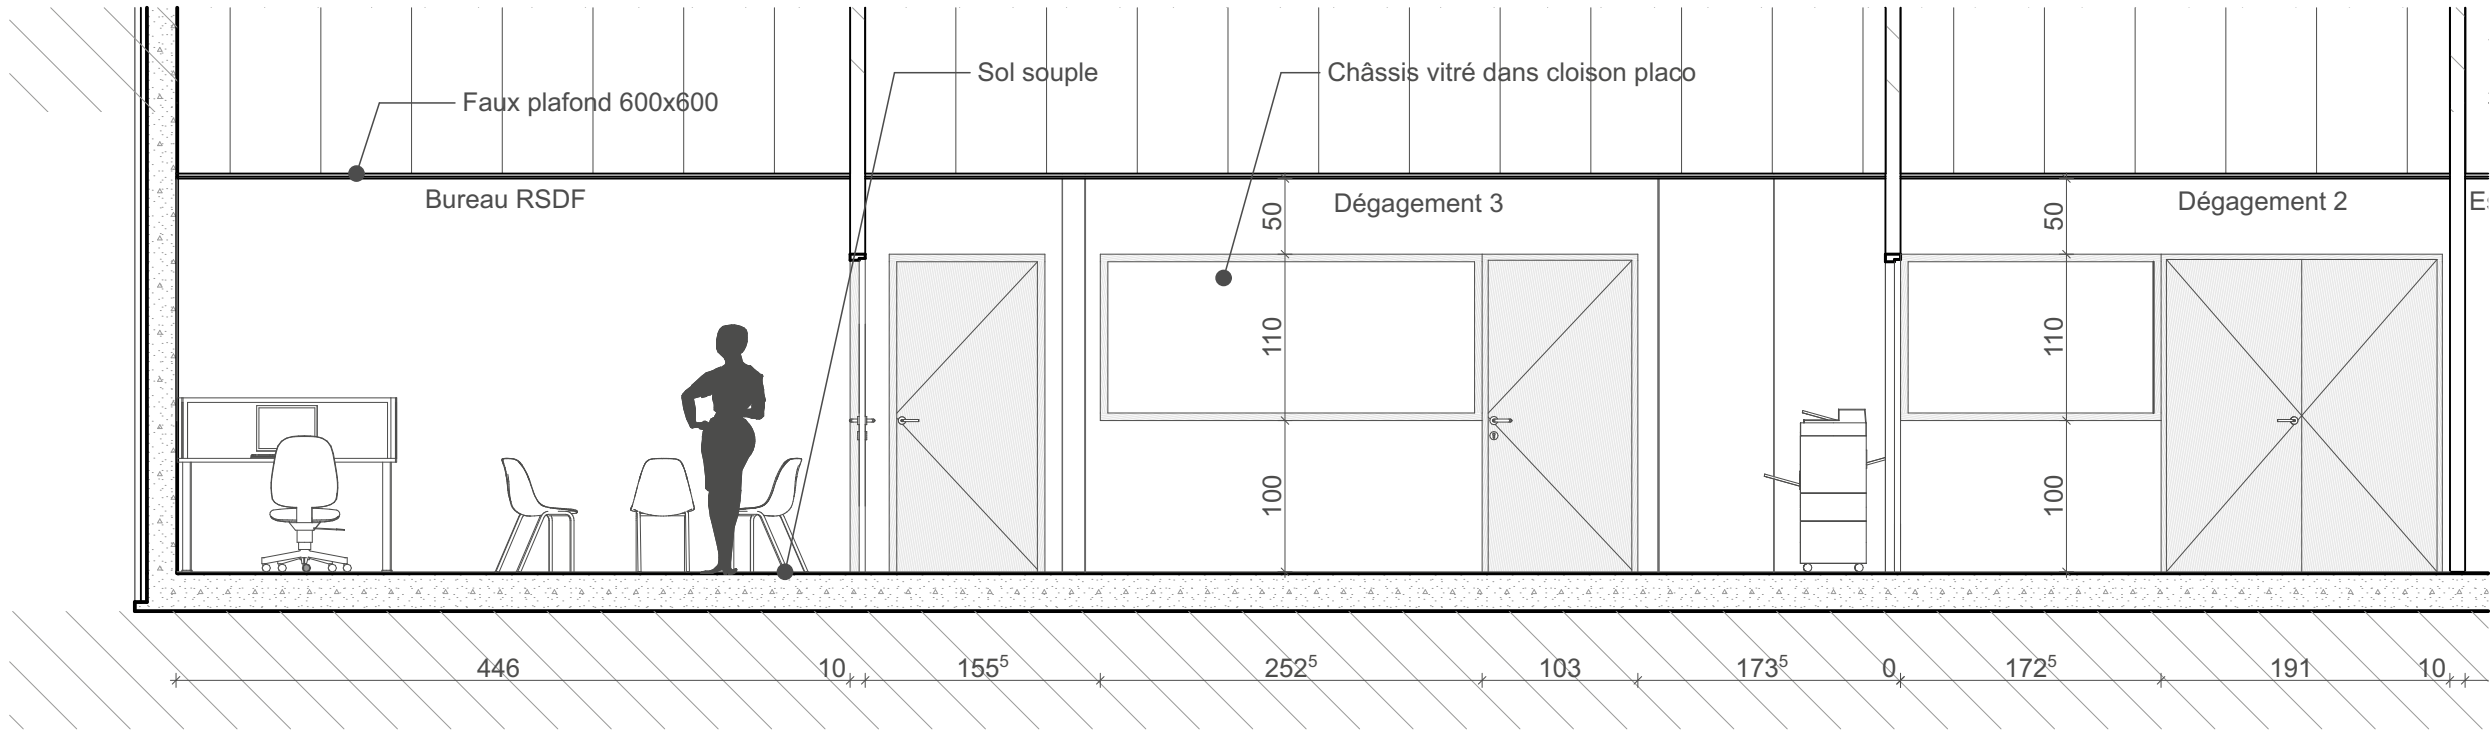 Sol souple
Châssis vitré dans cloison placo
Faux plafond 600x600
Bureau RSDF
Dégagement 3
Dégagement 2
50
50
110
110
100
100
446
10
155⁵
252⁵
103
173⁵
0
172⁵
191
10